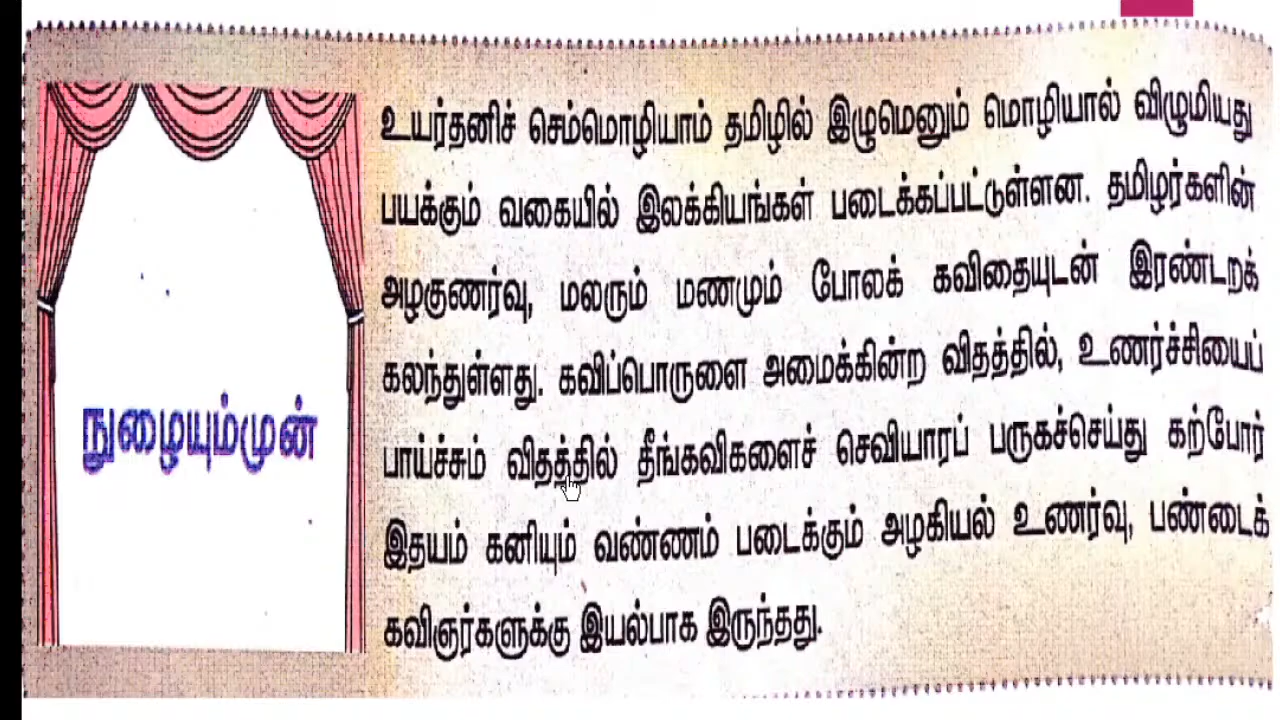 நுழையும்முன்
உயர்தனிச் செம்மொழியாம் தமிழில் இழுமெனும் மொழியால் விழுமியது
பயக்கும் வகையில் இலக்கியங்கள் படைக்கப்பட்டுள்ளன. தமிழர்களின்
அழகுணர்வு, மலரும் மணமும் போலக் கவிதையுடன் இரண்டறக்
கலந்துள்ளது. கவிப்பொருளை அமைக்கின்ற விதத்தில், உணர்ச்சியைப்
பாய்ச்சும் விதத்தில் தீங்கவிகளைச் செவியாரப் பருகச்செய்து கற்போர்
இதயம் கனியும் வண்ணம் படைக்கும் அழகியல் உணர்வு, பண்டைக்
கவிஞர்களுக்கு இயல்பாக இருந்தது.